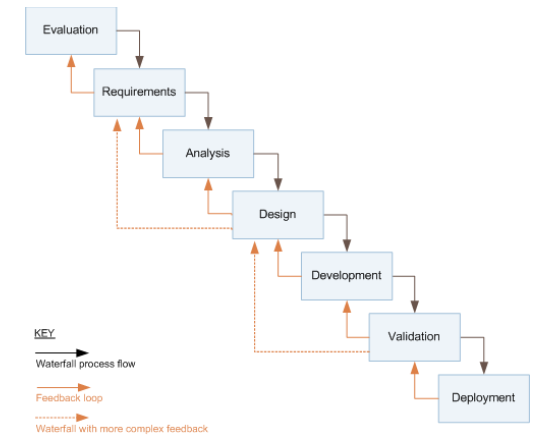 Evaluation
Requirements
Analysis
Design
Development
Validation
Deployment
KEY
Waterfall process flow
Feedback loop
Waterfall with more complex feedback